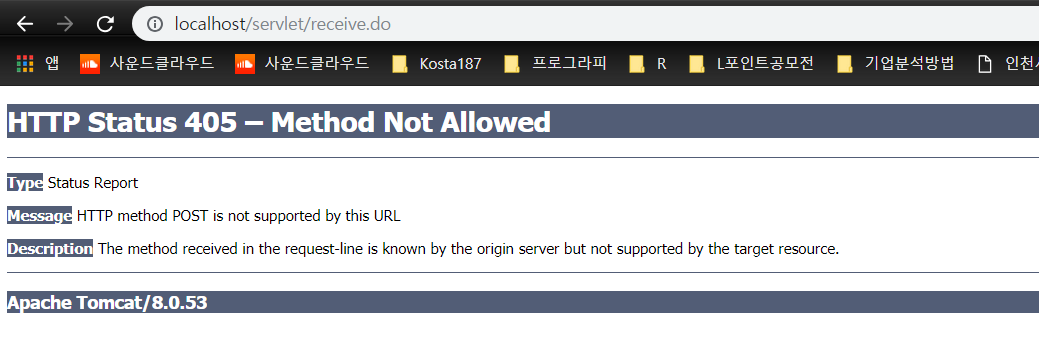 localhost/servlet/receive.do
앱 사운드클라우드 사운드클라우드 Kosta187 프로그라피 R L포인트공모전 기업분석방법 인천시
HTTP Status 405 – Method Not Allowed
Type Status Report
Message HTTP method POST is not supported by this URL
Description The method received in the request-line is known by the origin server but not supported by the target resource.
Apache Tomcat/8.0.53